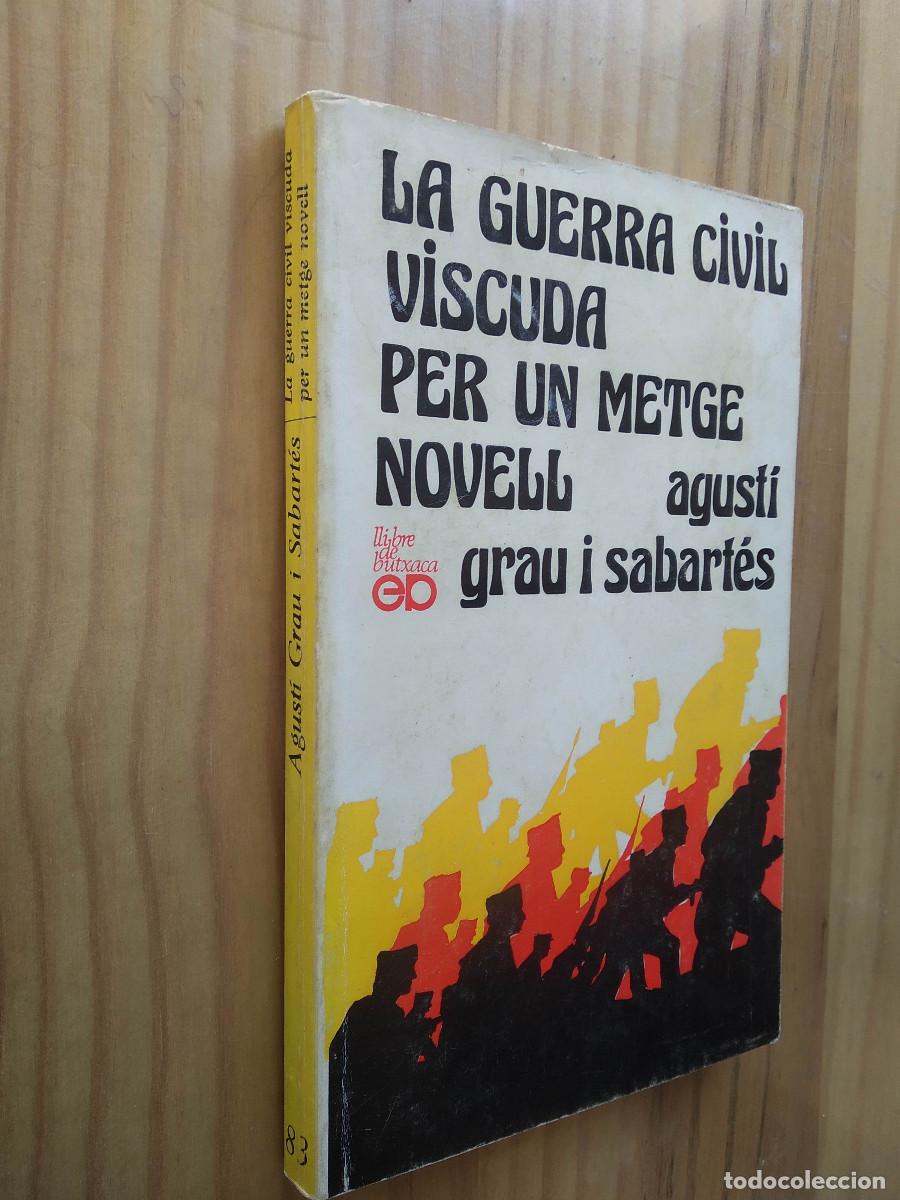 LA GUERRA CIVIL
VISCUDA
PER UN METGE
NOVELL agustí
grau i sabartés
llibre
de
butxaca
Agustí Grau i Sabartés
La guerra civil viscuda
per un metge novell
83
todocoleccion